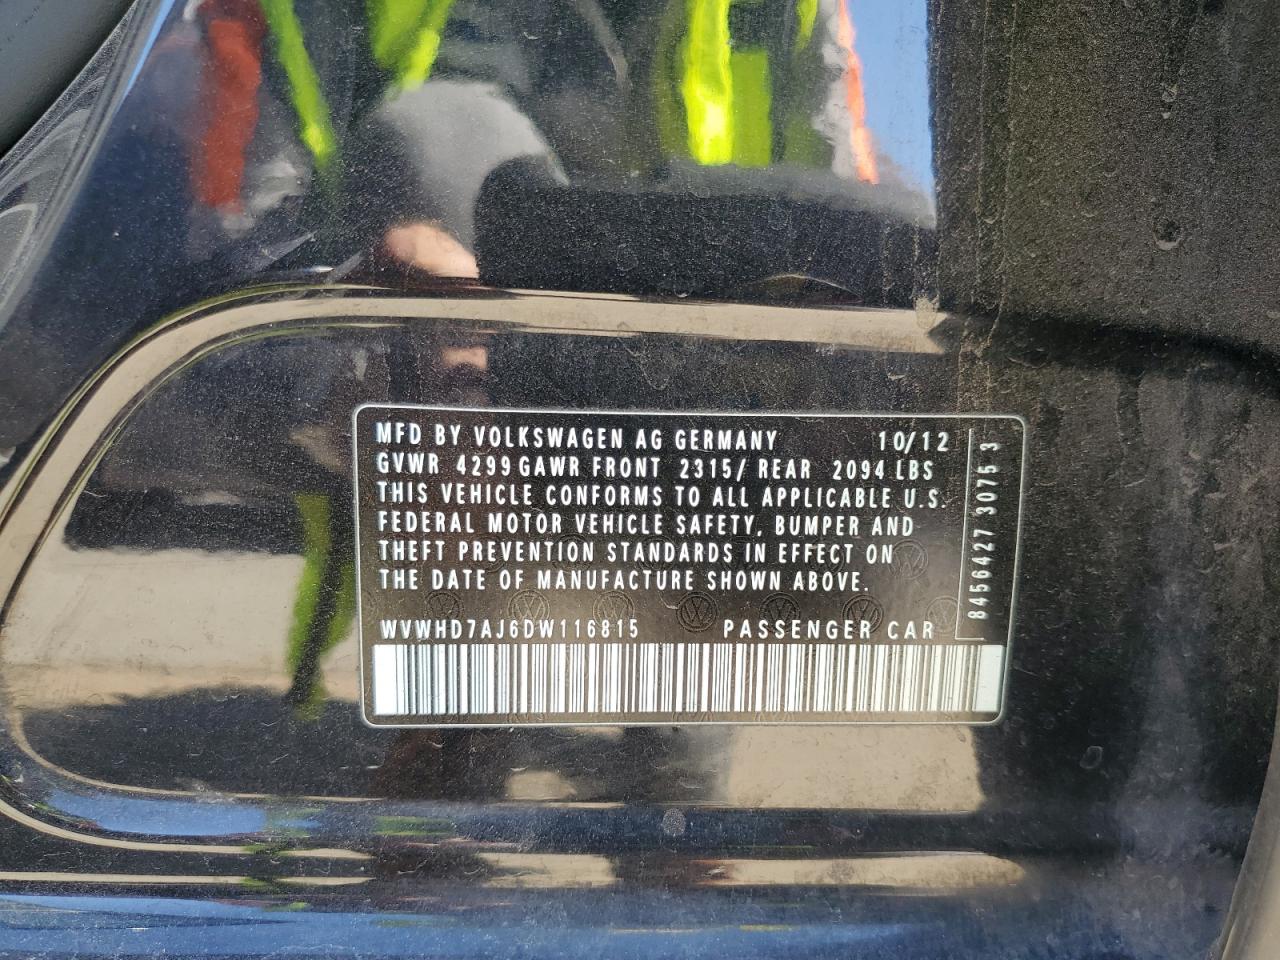 MFD BY VOLKSWAGEN AG GERMANY 10/12
GVWR 4299 GAWR FRONT 2315/ REAR 2094 LBS
THIS VEHICLE CONFORMS TO ALL APPLICABLE U.S.
FEDERAL MOTOR VEHICLE SAFETY, BUMPER AND
THEFT PREVENTION STANDARDS IN EFFECT ON
THE DATE OF MANUFACTURE SHOWN ABOVE.
WVWHD7AJ6DW116815 PASSENGER CAR
8456427 3075 3